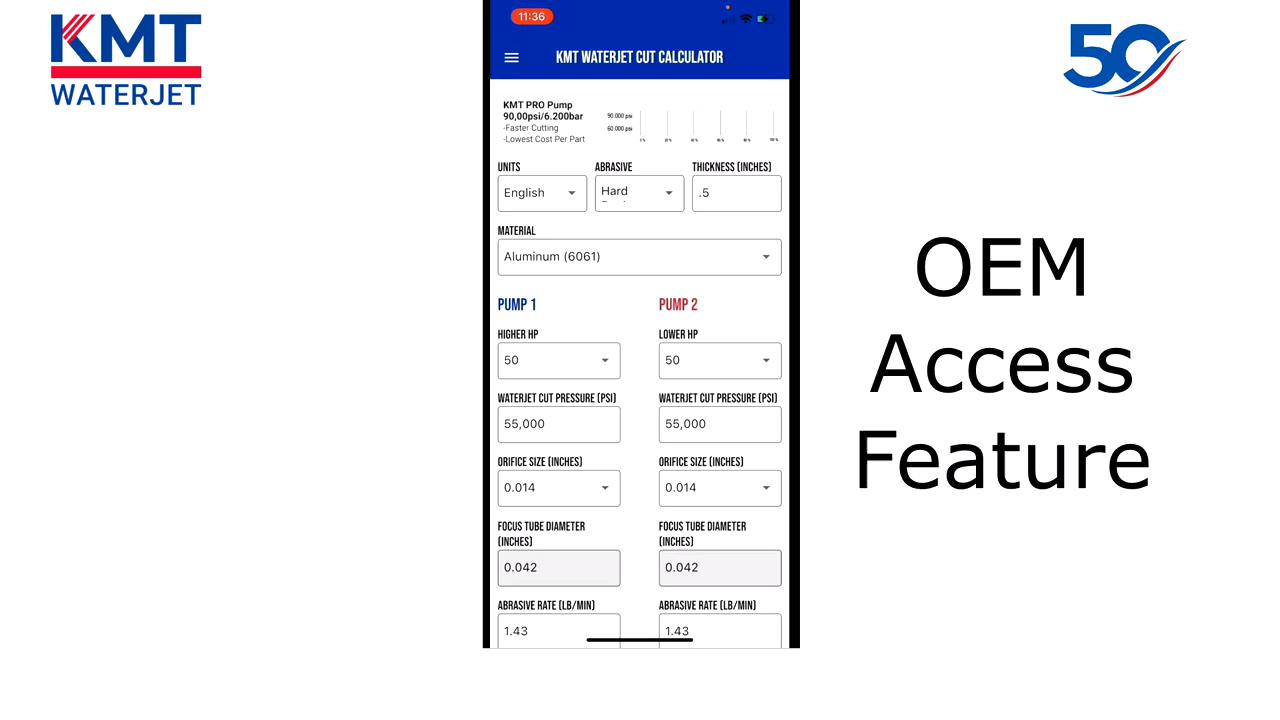 KMT
WATERJET
50
11:36
KMT WATERJET CUT CALCULATOR
KMT PRO Pump
90,00psi/6.200bar
-Faster Cutting
-Lowest Cost Per Part
90.000 psi
60.000 psi
UNITS ABRASIVE THICKNESS (INCHES)
English Hard .5
MATERIAL
Aluminum (6061)
PUMP 1 PUMP 2
HIGHER HP LOWER HP
50 50
WATERJET CUT PRESSURE (PSI) WATERJET CUT PRESSURE (PSI)
55,000 55,000
ORIFICE SIZE (INCHES) ORIFICE SIZE (INCHES)
0.014 0.014
FOCUS TUBE DIAMETER FOCUS TUBE DIAMETER
(INCHES) (INCHES)
0.042 0.042
ABRASIVE RATE (LB/MIN) ABRASIVE RATE (LB/MIN)
1.43 1.43
OEM
Access
Feature